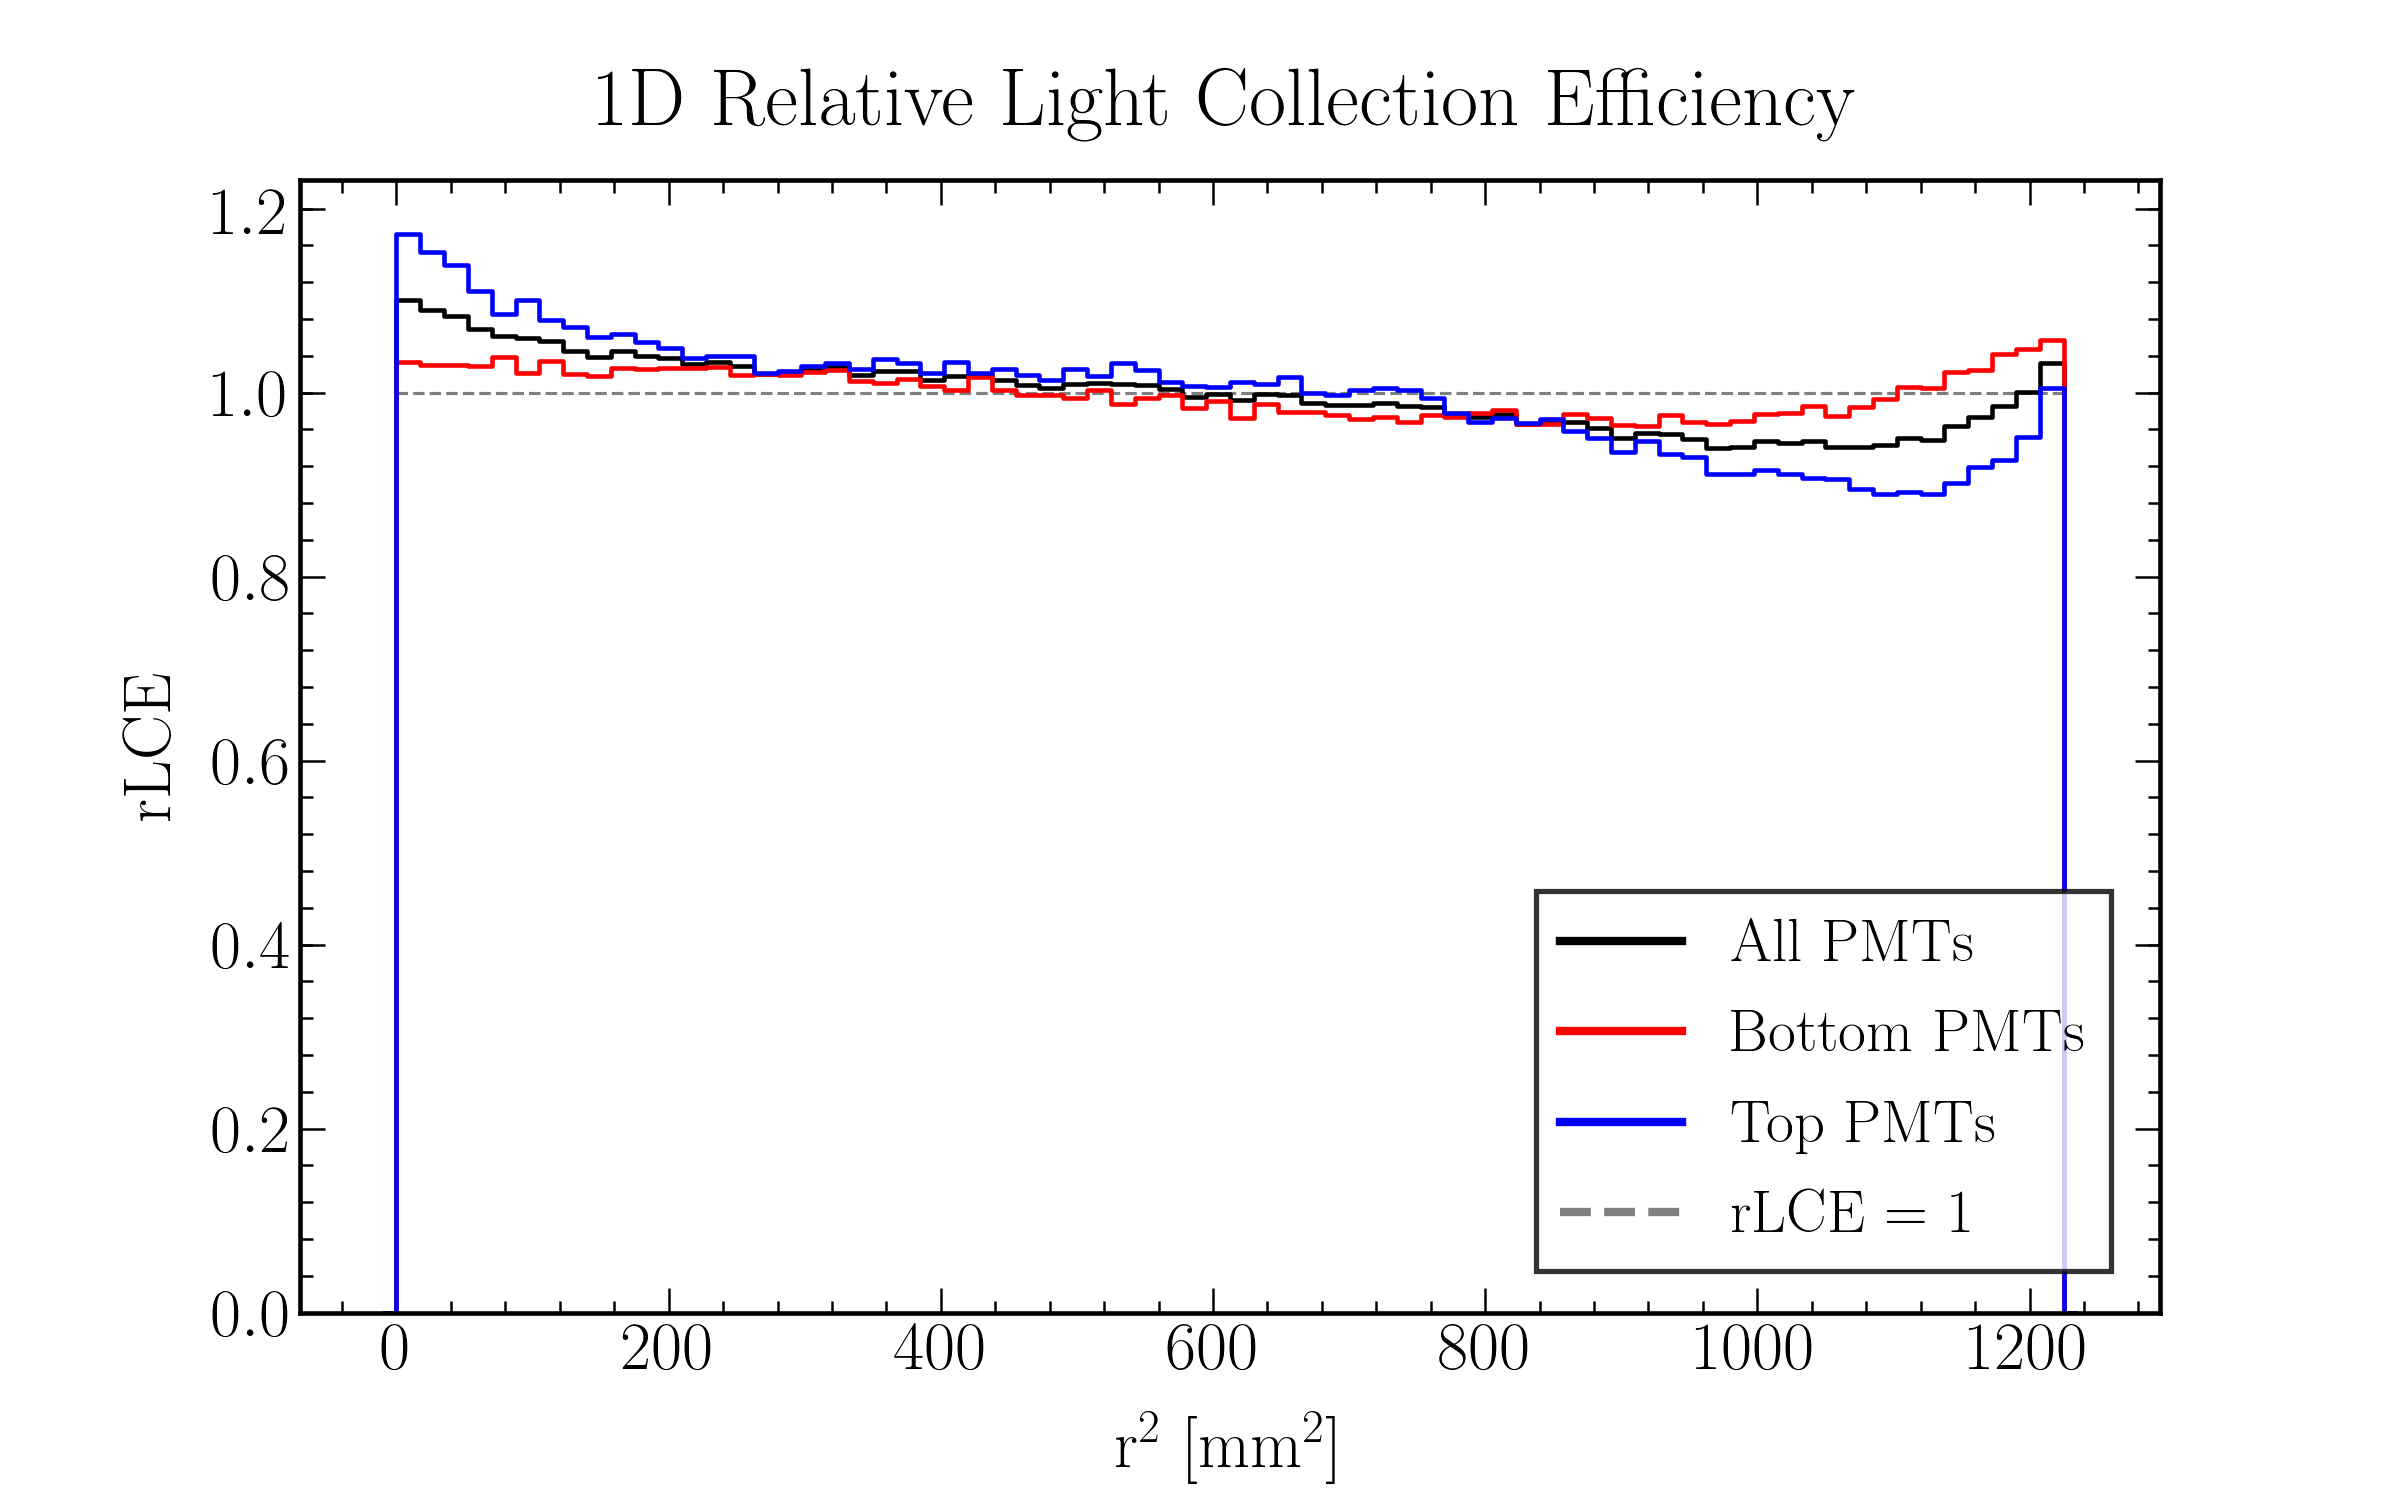 1D Relative Light Collection Efficiency
1.2
1.0
0.8
0.6
0.4
0.2
0.0
rLCE
All PMTs
Bottom PMTs
Top PMTs
rLCE = 1
0 200 400 600 800 1000 1200
r² [mm²]